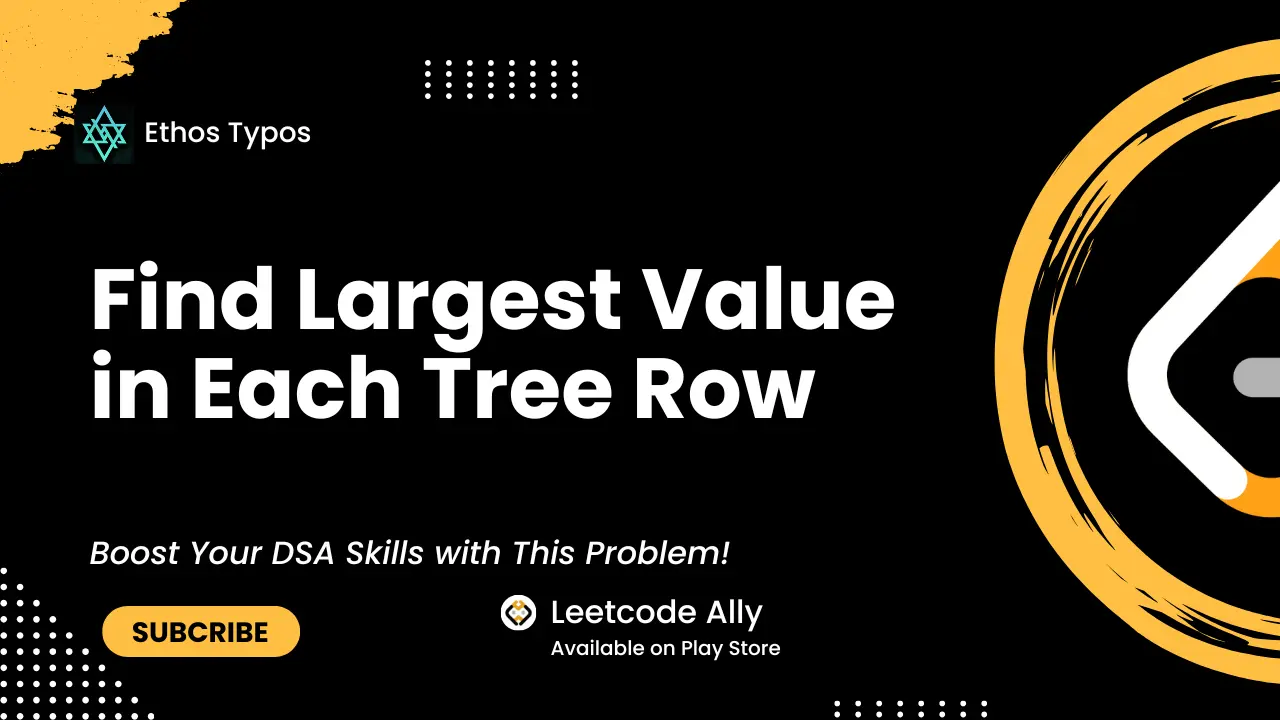 Ethos Typos
Find Largest Value
in Each Tree Row
Boost Your DSA Skills with This Problem!
SUBCRIBE
Leetcode Ally
Available on Play Store